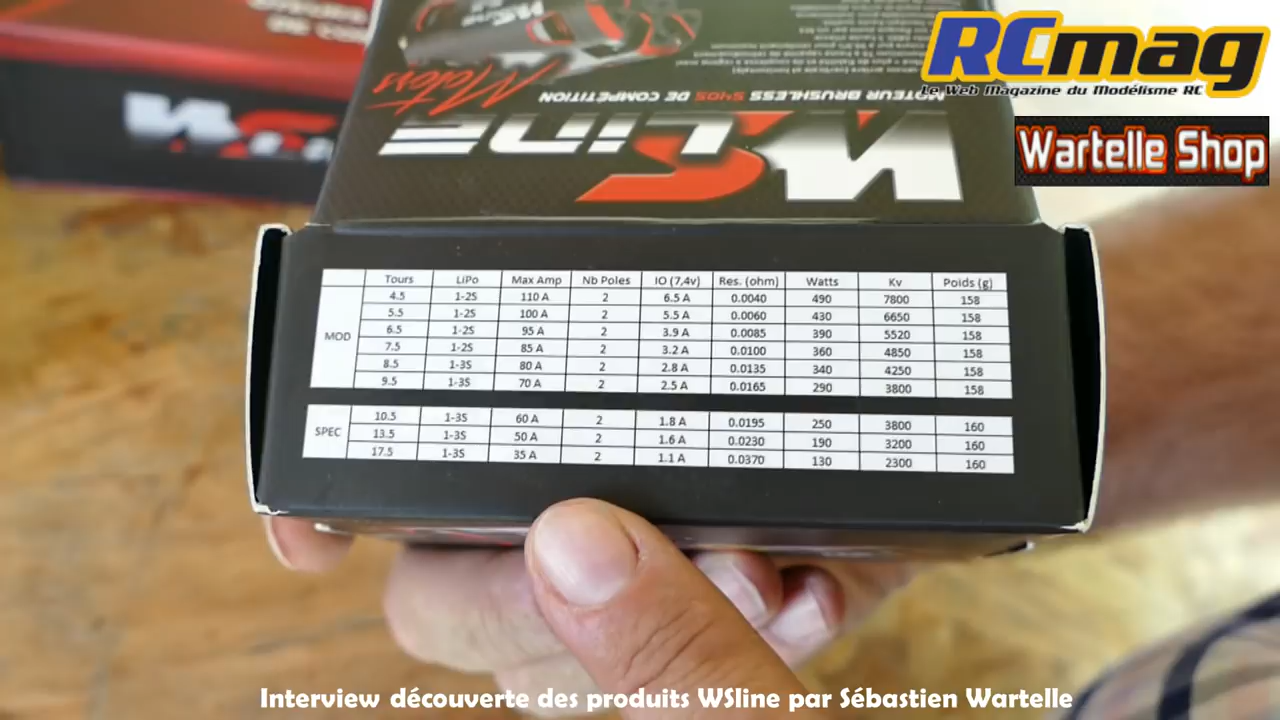 RCmag
Le Web Magazine du Modélisme RC
Wartelle Shop
MOTEUR BRUSHLESS 540S DE COMPÉTITION
Motors
WS LINE
Tours LiPo Max Amp Nb Poles IO (7,4v) Res. (ohm) Watts Kv Poids (g)
MOD
4.5 1-2S 110 A 2 6.5 A 0.0040 490 7800 158
5.5 1-2S 100 A 2 5.5 A 0.0060 430 6650 158
6.5 1-2S 95 A 2 3.9 A 0.0085 390 5520 158
7.5 1-2S 85 A 2 3.2 A 0.0100 360 4850 158
8.5 1-3S 80 A 2 2.8 A 0.0135 340 4250 158
9.5 1-3S 70 A 2 2.5 A 0.0165 290 3800 158
SPEC
10.5 1-3S 60 A 2 1.8 A 0.0195 250 3800 160
13.5 1-3S 50 A 2 1.6 A 0.0230 190 3200 160
17.5 1-3S 35 A 2 1.1 A 0.0370 130 2300 160
Interview découverte des produits WSline par Sébastien Wartelle